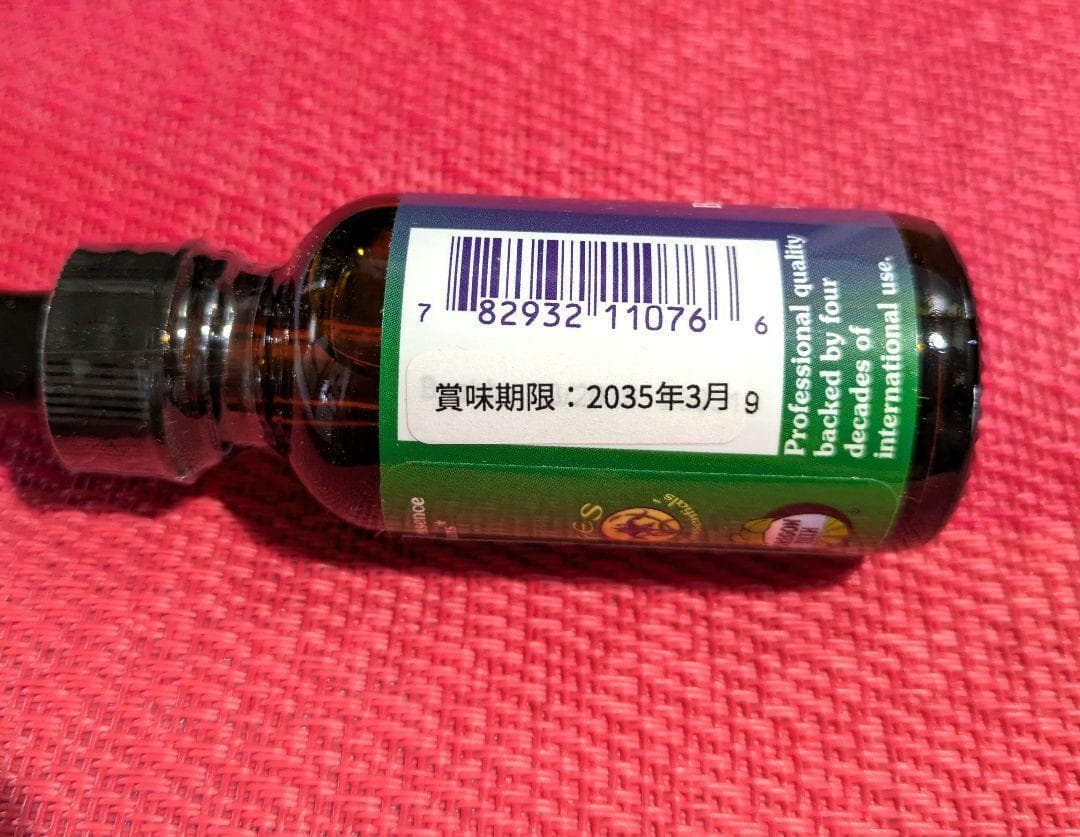 7 82932 11076 6
賞味期限：2035年3月
9
Professional quality
backed by four
decades of
international use.